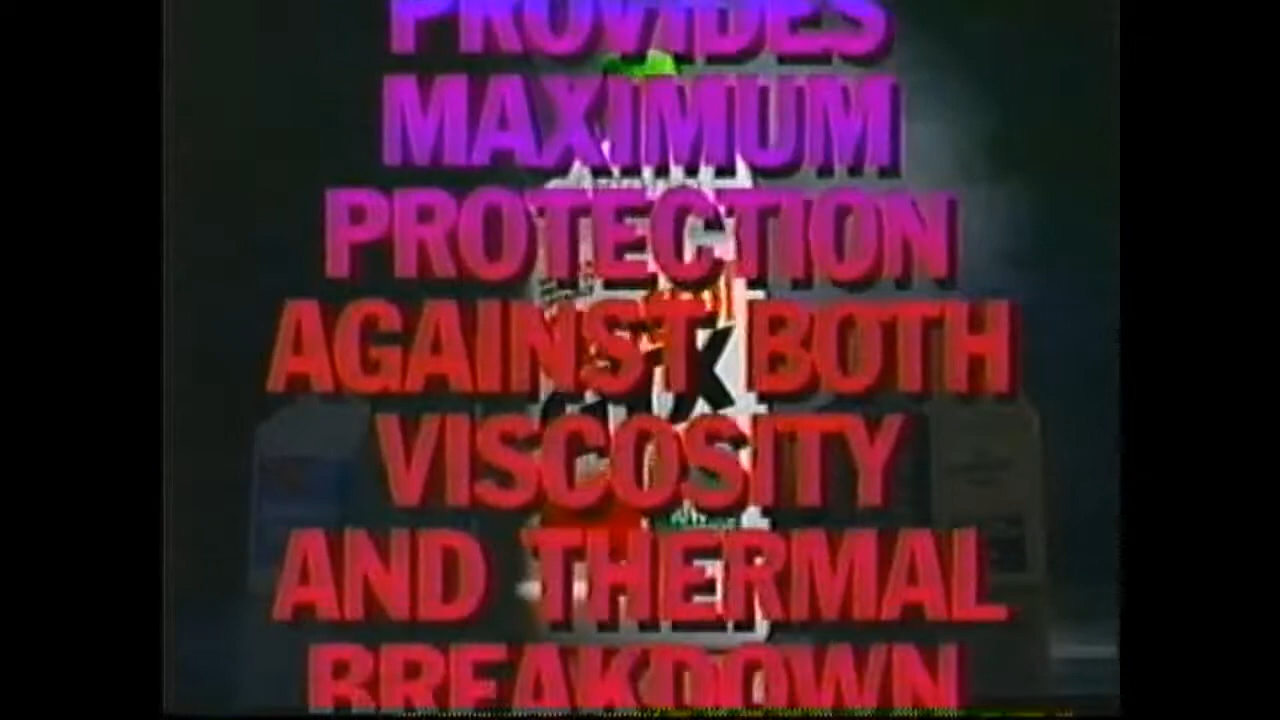 PROVIDES
MAXIMUM
PROTECTION
AGAINST BOTH
VISCOSITY
AND THERMAL
BREAKDOWN